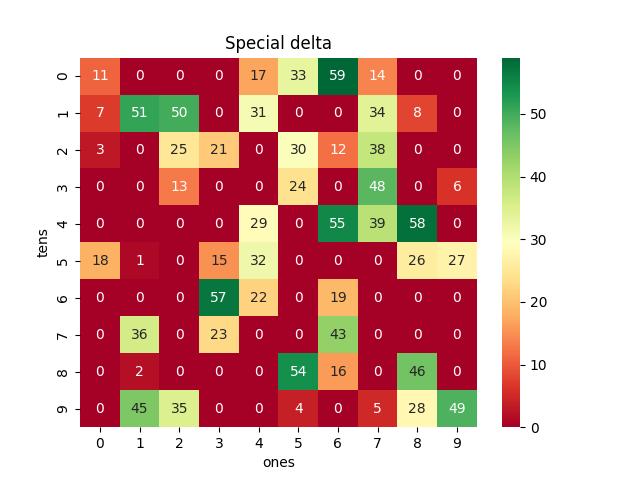 Special delta
0 11 0 0 0 17 33 59 14 0 0
1 7 51 50 0 31 0 0 34 8 0
2 3 0 25 21 0 30 12 38 0 0
3 0 0 13 0 0 24 0 48 0 6
4 0 0 0 0 29 0 55 39 58 0
5 18 1 0 15 32 0 0 0 26 27
6 0 0 0 57 22 0 19 0 0 0
7 0 36 0 23 0 0 43 0 0 0
8 0 2 0 0 0 54 16 0 46 0
9 0 45 35 0 0 4 0 5 28 49
0 1 2 3 4 5 6 7 8 9
ones
tens
50
40
30
20
10
0